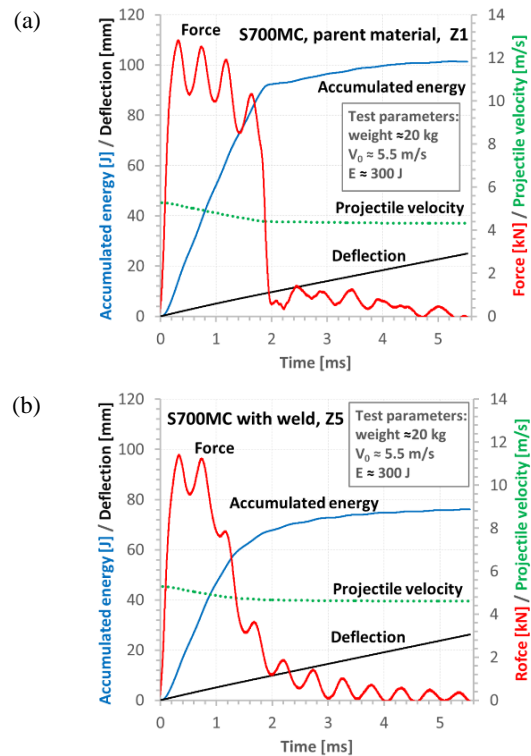 (a)
S700MC, parent material, Z1
Force
Accumulated energy
Test parameters:
weight ≈20 kg
V0 ≈ 5.5 m/s
E ≈ 300 J
Projectile velocity
Deflection
Accumulated energy [J] / Deflection [mm]
120
100
80
60
40
20
0
Force [kN] / Projectile velocity [m/s]
14
12
10
8
6
4
2
0
0 1 2 3 4 5
Time [ms]
(b)
S700MC with weld, Z5
Force
Accumulated energy
Test parameters:
weight ≈20 kg
V0 ≈ 5.5 m/s
E ≈ 300 J
Projectile velocity
Deflection
Accumulated energy [J] / Deflection [mm]
120
100
80
60
40
20
0
Rofce [kN] / Projectile velocity [m/s]
14
12
10
8
6
4
2
0
0 1 2 3 4 5
Time [ms]